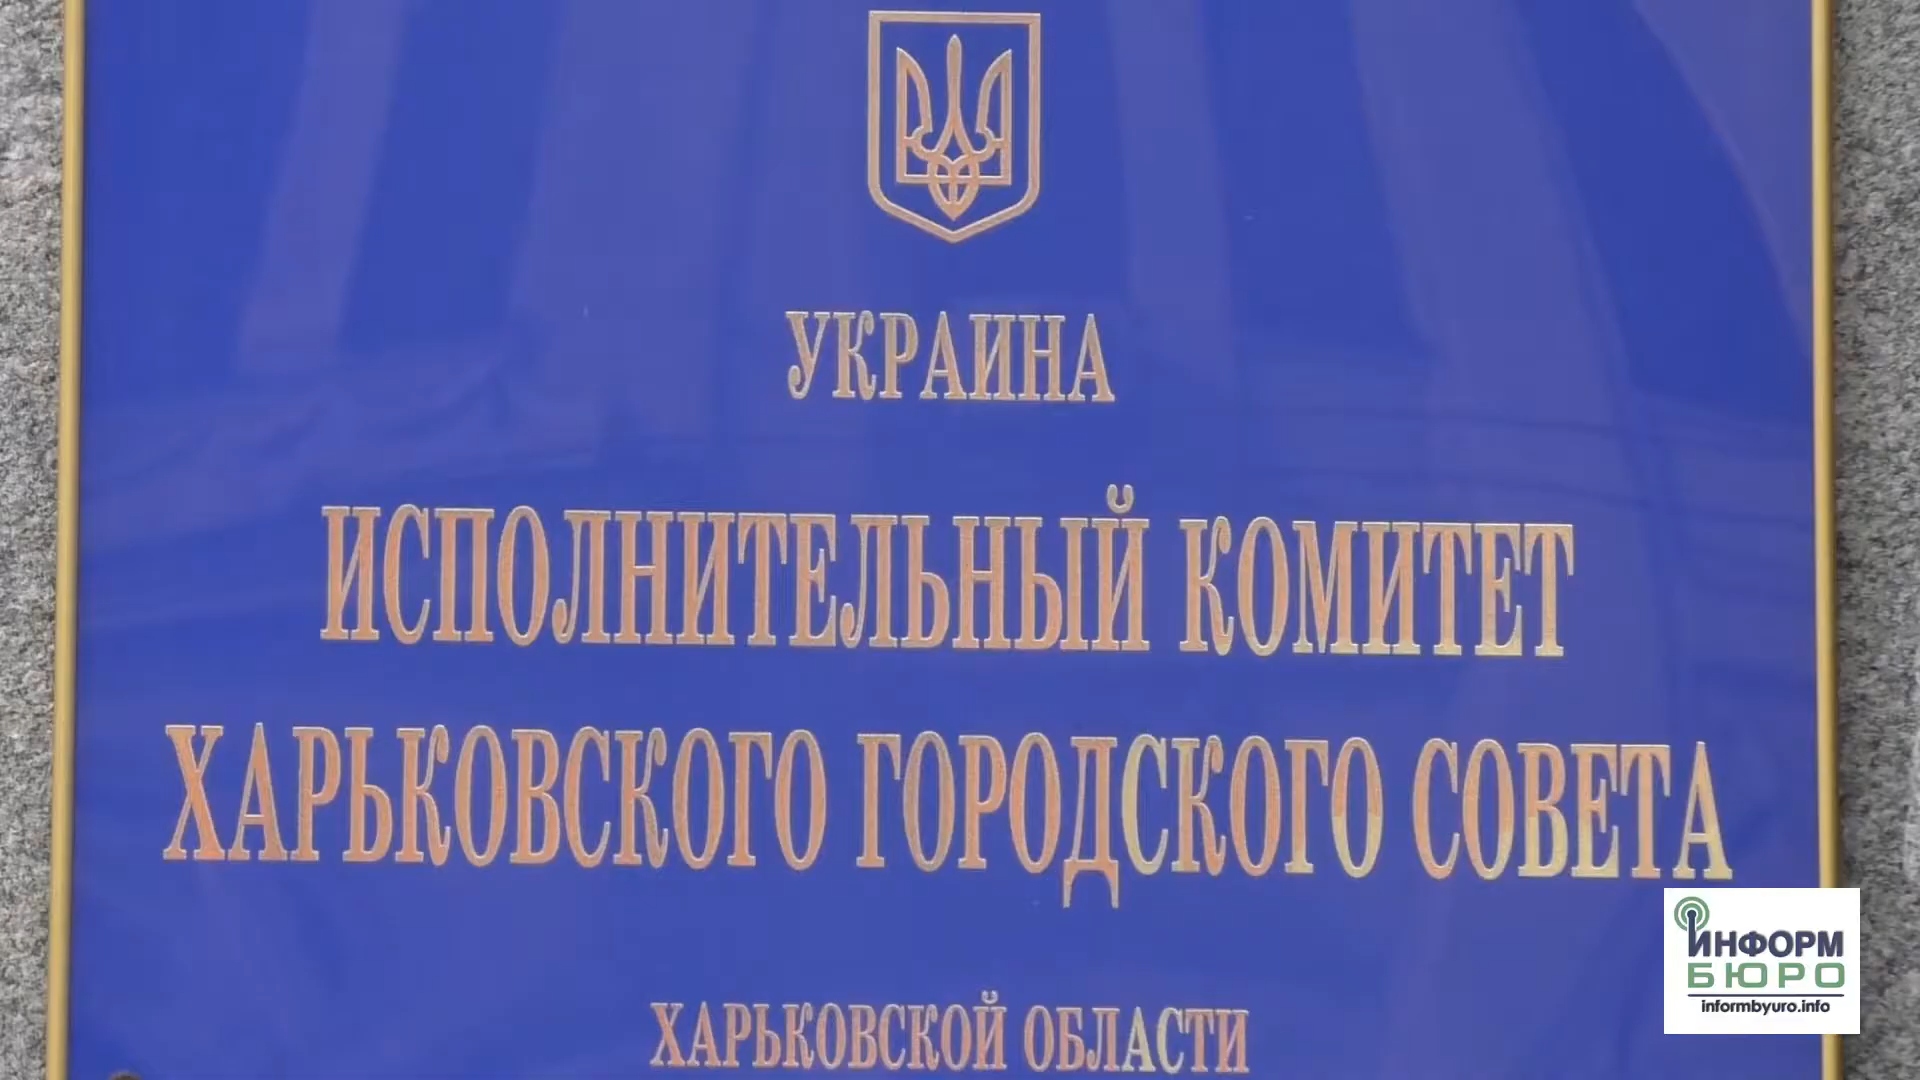 УКРАИНА
ИСПОЛНИТЕЛЬНЫЙ КОМИТЕТ
ХАРЬКОВСКОГО ГОРОДСКОГО СОВЕТА
ХАРЬКОВСКОЙ ОБЛАСТИ
ИНФОРМ
БЮРО
informbyuro.info